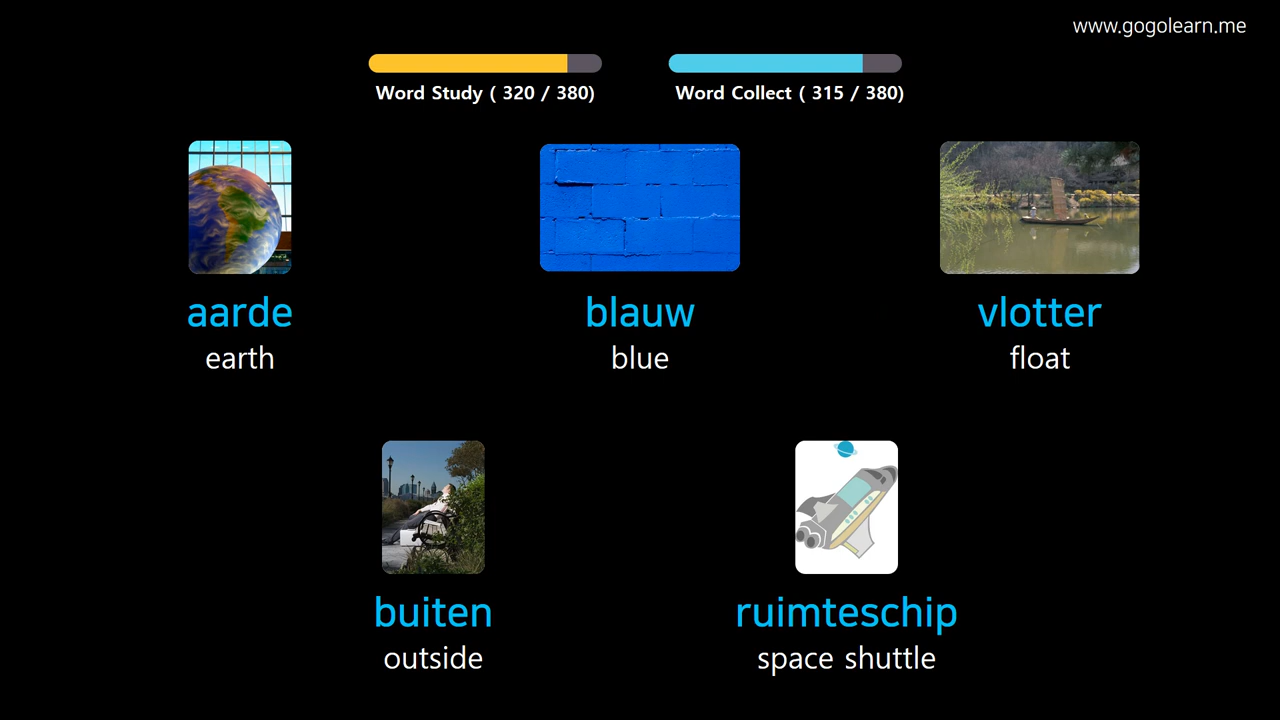 www.gogolearn.me
Word Study ( 320 / 380)
Word Collect ( 315 / 380)
aarde
earth
blauw
blue
vlotter
float
buiten
outside
ruimteschip
space shuttle